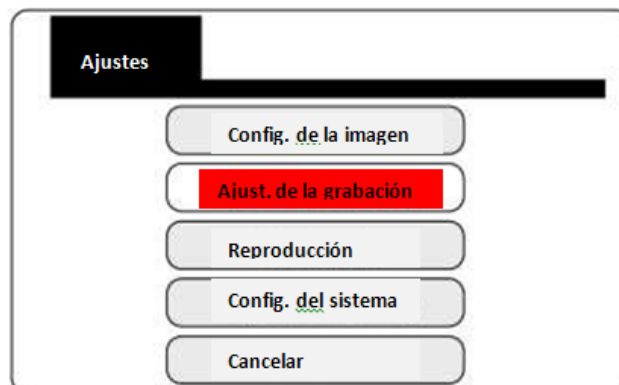 Ajustes
Config. de la imagen
Ajust. de la grabación
Reproducción
Config. del sistema
Cancelar